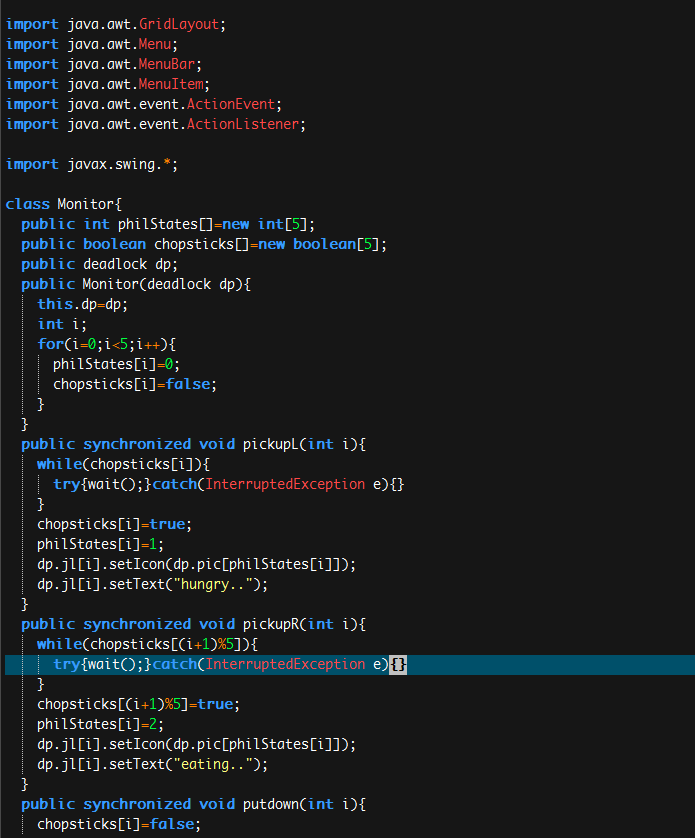 import java.awt.GridLayout;
import java.awt.Menu;
import java.awt.MenuBar;
import java.awt.MenuItem;
import java.awt.event.ActionEvent;
import java.awt.event.ActionListener;

import javax.swing.*;

class Monitor{
  public int philStates[]=new int[5];
  public boolean chopsticks[]=new boolean[5];
  public deadlock dp;
  public Monitor(deadlock dp){
    this.dp=dp;
    int i;
    for(i=0;i<5;i++){
      philStates[i]=0;
      chopsticks[i]=false;
    }
  }
  public synchronized void pickupL(int i){
    while(chopsticks[i]){
      try{wait();}catch(InterruptedException e){}
    }
    chopsticks[i]=true;
    philStates[i]=1;
    dp.jl[i].setIcon(dp.pic[philStates[i]]);
    dp.jl[i].setText("hungry..");
  }
  public synchronized void pickupR(int i){
    while(chopsticks[(i+1)%5]){
      try{wait();}catch(InterruptedException e){}
    }
    chopsticks[(i+1)%5]=true;
    philStates[i]=2;
    dp.jl[i].setIcon(dp.pic[philStates[i]]);
    dp.jl[i].setText("eating..");
  }
  public synchronized void putdown(int i){
    chopsticks[i]=false;